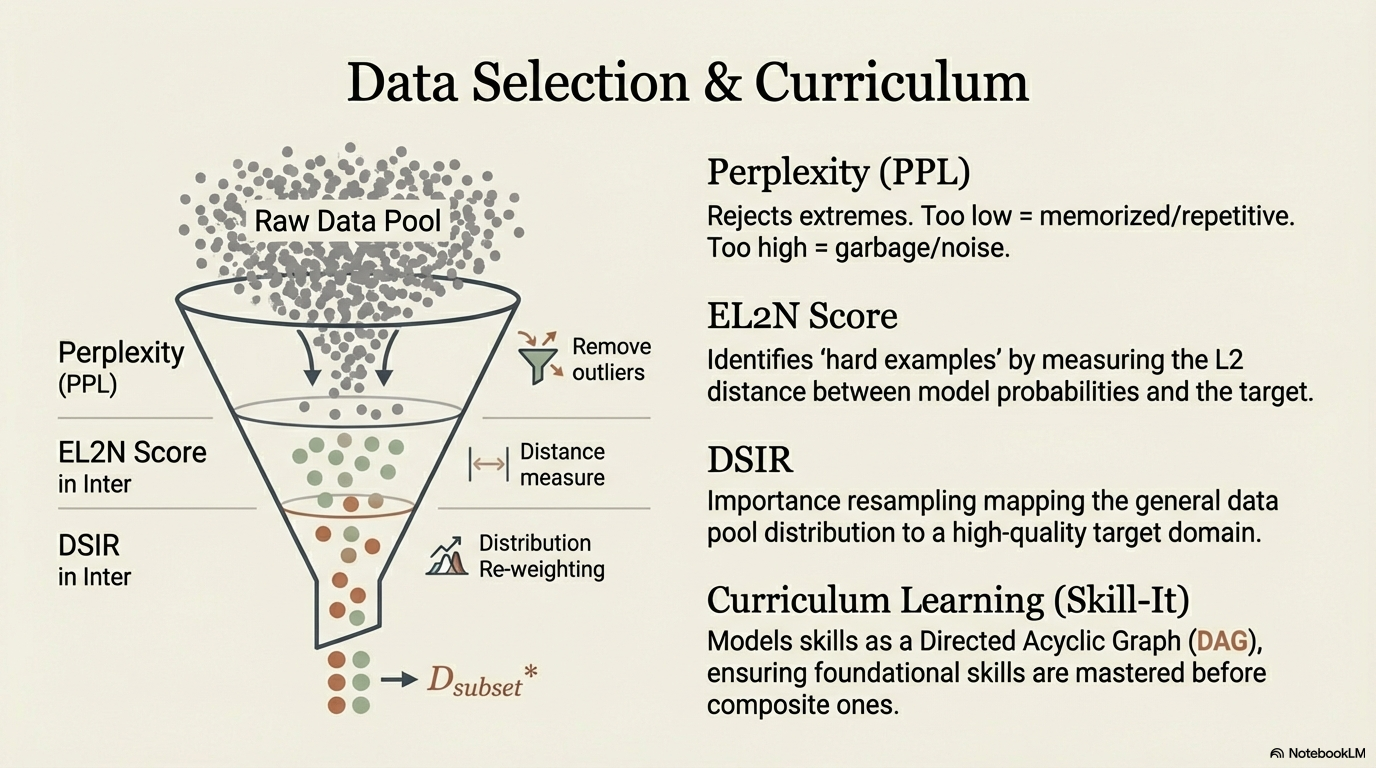 Data Selection & Curriculum
Raw Data Pool
Perplexity
(PPL)
Remove
outliers
EL2N Score
in Inter
Distance
measure
DSIR
in Inter
Distribution
Re-weighting
D_subset*
Perplexity (PPL)
Rejects extremes. Too low = memorized/repetitive.
Too high = garbage/noise.
EL2N Score
Identifies ‘hard examples’ by measuring the L2
distance between model probabilities and the target.
DSIR
Importance resampling mapping the general data
pool distribution to a high-quality target domain.
Curriculum Learning (Skill-It)
Models skills as a Directed Acyclic Graph (DAG),
ensuring foundational skills are mastered before
composite ones.
NotebookLM